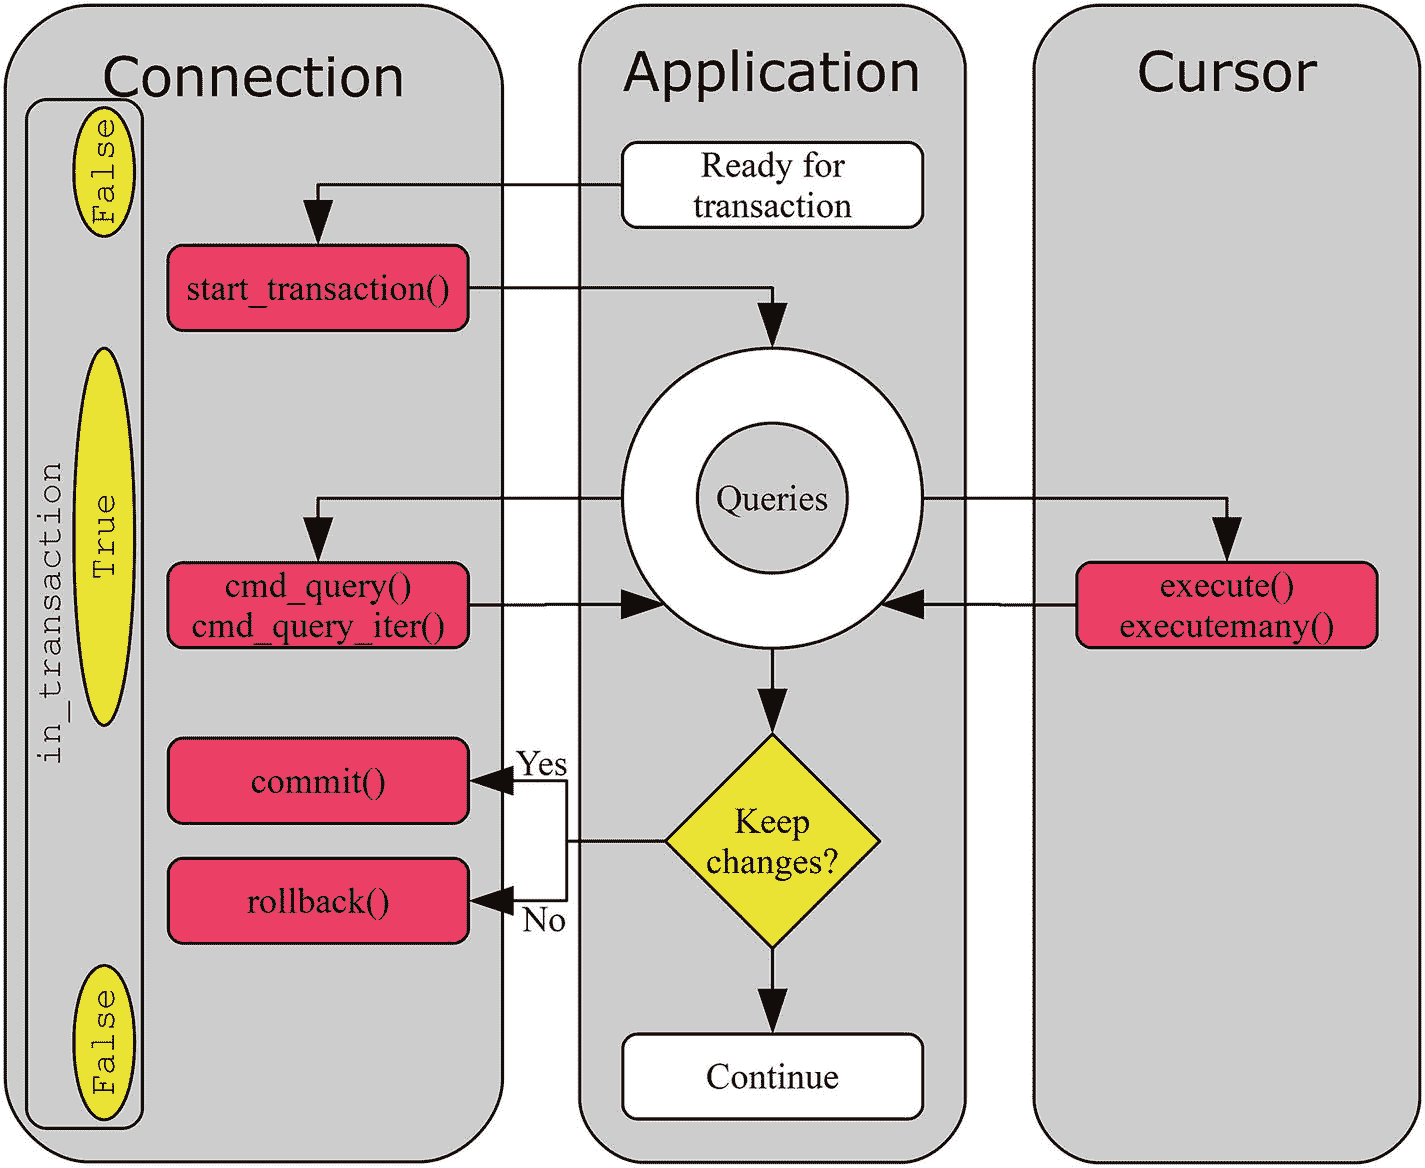 Connection
Application
Cursor
False
Ready for
transaction
start_transaction()
in_transaction
True
Queries
cmd_query()
cmd_query_iter()
execute()
executemany()
commit()
Yes
Keep
changes?
rollback()
No
False
Continue